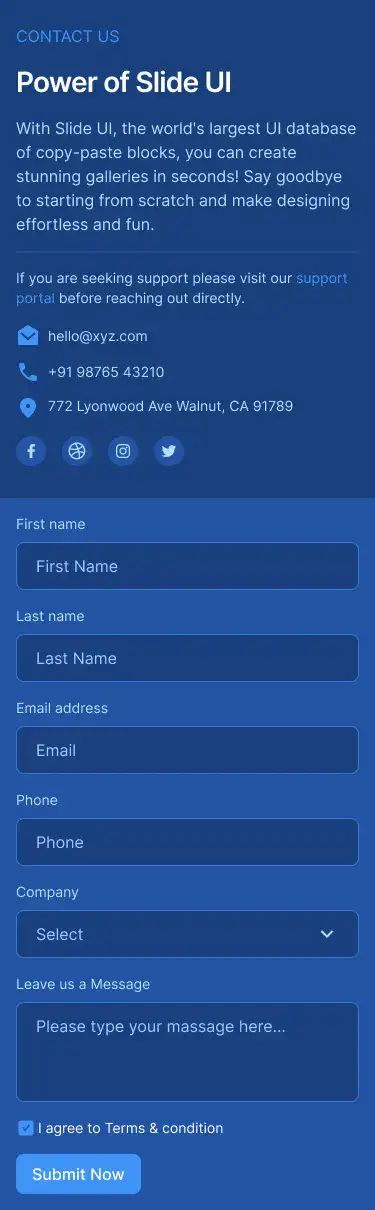 CONTACT US
Power of Slide UI
With Slide UI, the world's largest UI database
of copy-paste blocks, you can create
stunning galleries in seconds! Say goodbye
to starting from scratch and make designing
effortless and fun.
If you are seeking support please visit our support
portal before reaching out directly.
hello@xyz.com
+91 98765 43210
772 Lyonwood Ave Walnut, CA 91789
First name
First Name
Last name
Last Name
Email address
Email
Phone
Phone
Company
Select
Leave us a Message
Please type your massage here...
I agree to Terms & condition
Submit Now